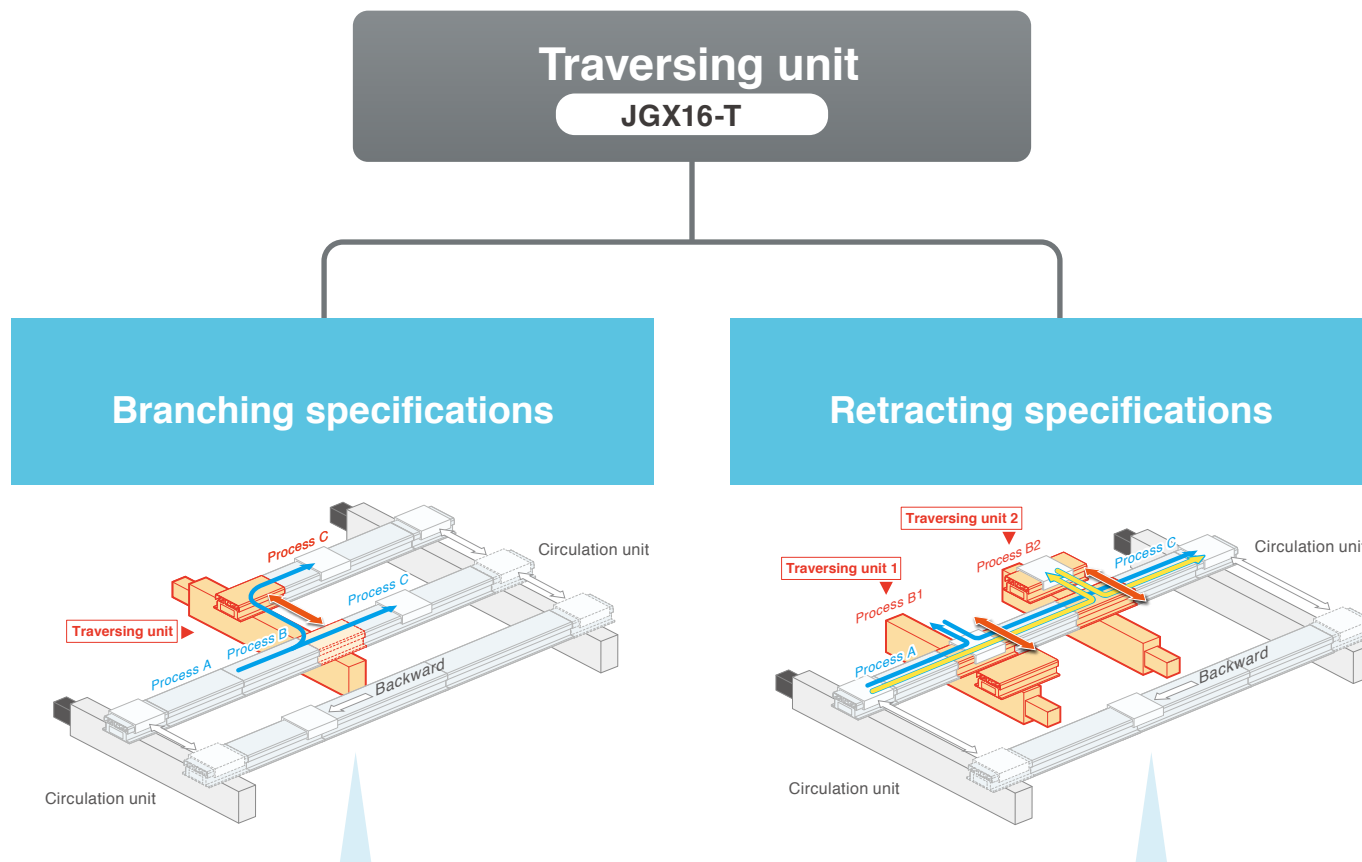 Traversing unit
JGX16-T
Branching specifications
Process C
Circulation unit
Process C
Traversing unit
Process B
Process A
Backward
Circulation unit
Retracting specifications
Traversing unit 2
Process B2
Process C
Circulation unit
Traversing unit 1
Process B1
Process A
Backward
Circulation unit